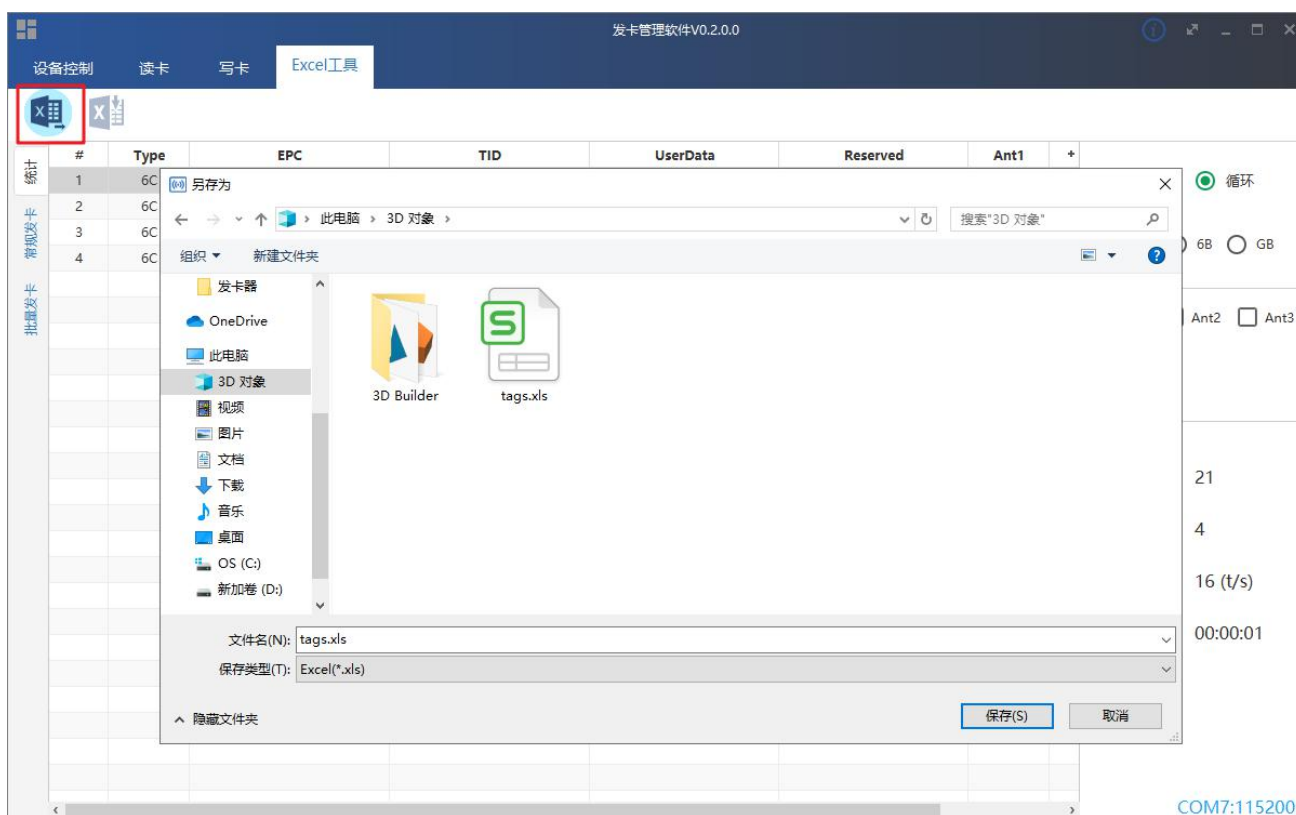 发卡管理软件V0.2.0.0
设备控制 读卡 写卡 Excel工具
# Type EPC TID UserData Reserved Ant1 +
统计
常规发卡
批量发卡
1 6C
2 6C
3 6C
4 6C
另存为
此电脑 › 3D 对象 ›
搜索"3D 对象"
组织 新建文件夹
发卡器
OneDrive
此电脑
3D 对象
视频
图片
文档
下载
音乐
桌面
OS (C:)
新加卷 (D:)
3D Builder
tags.xls
文件名(N): tags.xls
保存类型(T): Excel(*.xls)
隐藏文件夹
保存(S) 取消
循环
6B GB
Ant2 Ant3
21
4
16 (t/s)
00:00:01
COM7:115200